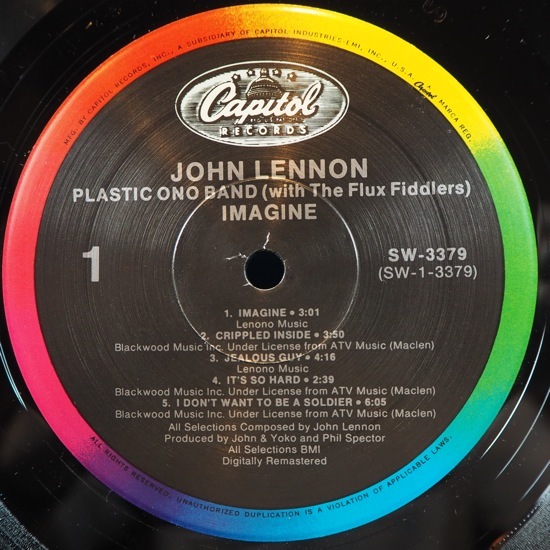 MFG. BY CAPITOL RECORDS, INC., A SUBSIDIARY OF CAPITOL INDUSTRIES-EMI, INC., U.S.A. Capitol MARCA REG.
Capitol
RECORDS
JOHN LENNON
PLASTIC ONO BAND (with The Flux Fiddlers)
IMAGINE
1
SW-3379
(SW-1-3379)
1. IMAGINE • 3:01
Lenono Music
2. CRIPPLED INSIDE • 3:50
Blackwood Music Inc. Under License from ATV Music (Maclen)
3. JEALOUS GUY • 4:16
Lenono Music
4. IT'S SO HARD • 2:39
Blackwood Music Inc. Under License from ATV Music (Maclen)
5. I DON'T WANT TO BE A SOLDIER • 6:05
Blackwood Music Inc. Under License from ATV Music (Maclen)
All Selections Composed by John Lennon
Produced by John & Yoko and Phil Spector
All Selections BMI
Digitally Remastered
ALL RIGHTS RESERVED. UNAUTHORIZED DUPLICATION IS A VIOLATION OF APPLICABLE LAWS.